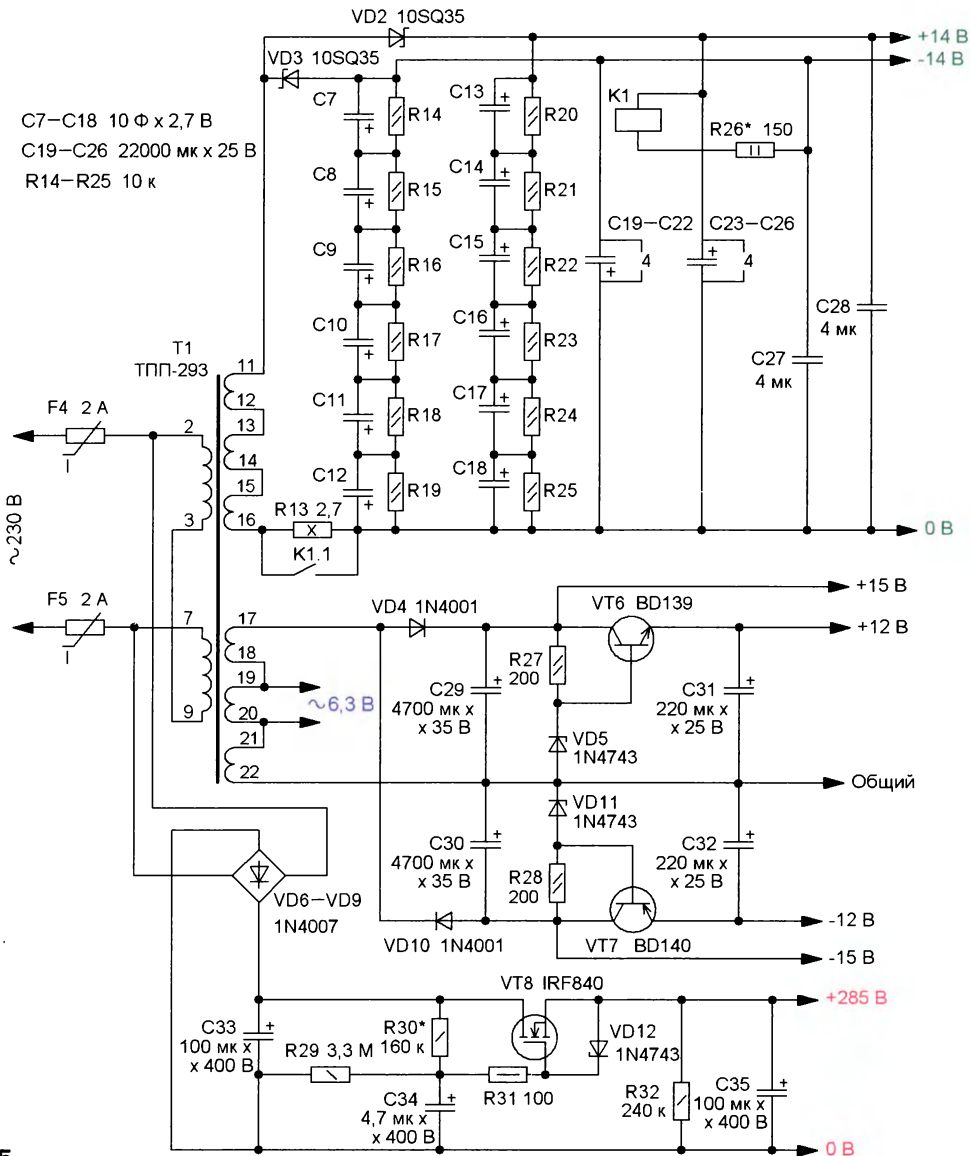 VD2 10SQ35
+14 В
VD3 10SQ35
-14 В
C7–C18 10 Ф x 2,7 В
C19–C26 22000 мк x 25 В
R14–R25 10 к
C7
+
R14
C13
+
R20
K1
R26* 150
C8
+
R15
C14
+
R21
C9
+
R16
C15
+
R22
C19–C22
+
4
C23–C26
+
4
C10
+
R17
C16
+
R23
C28
4 мк
C27
4 мк
T1
ТПП-293
11
12
13
14
15
16
C11
+
R18
C17
+
R24
C12
+
R19
C18
+
R25
F4 2 A
I
2
3
R13 2,7
K1.1
0 В
~230 В
F5 2 A
I
7
9
17
18
19
20
21
22
~6,3 В
VD4 1N4001
+15 В
VT6 BD139
+12 В
R27
200
C29
4700 мк x
x 35 В
+
C31
220 мк x
x 25 В
+
VD5
1N4743
Общий
VD11
1N4743
C30
4700 мк x
x 35 В
+
C32
220 мк x
x 25 В
+
R28
200
VD6–VD9
1N4007
VD10 1N4001
VT7 BD140
-12 В
-15 В
VT8 IRF840
+285 В
C33
100 мк x
x 400 В
+
R29 3,3 М
R30*
160 к
VD12
1N4743
R31 100
C34
4,7 мк x
x 400 В
+
R32
240 к
C35
100 мк x
x 400 В
+
0 В